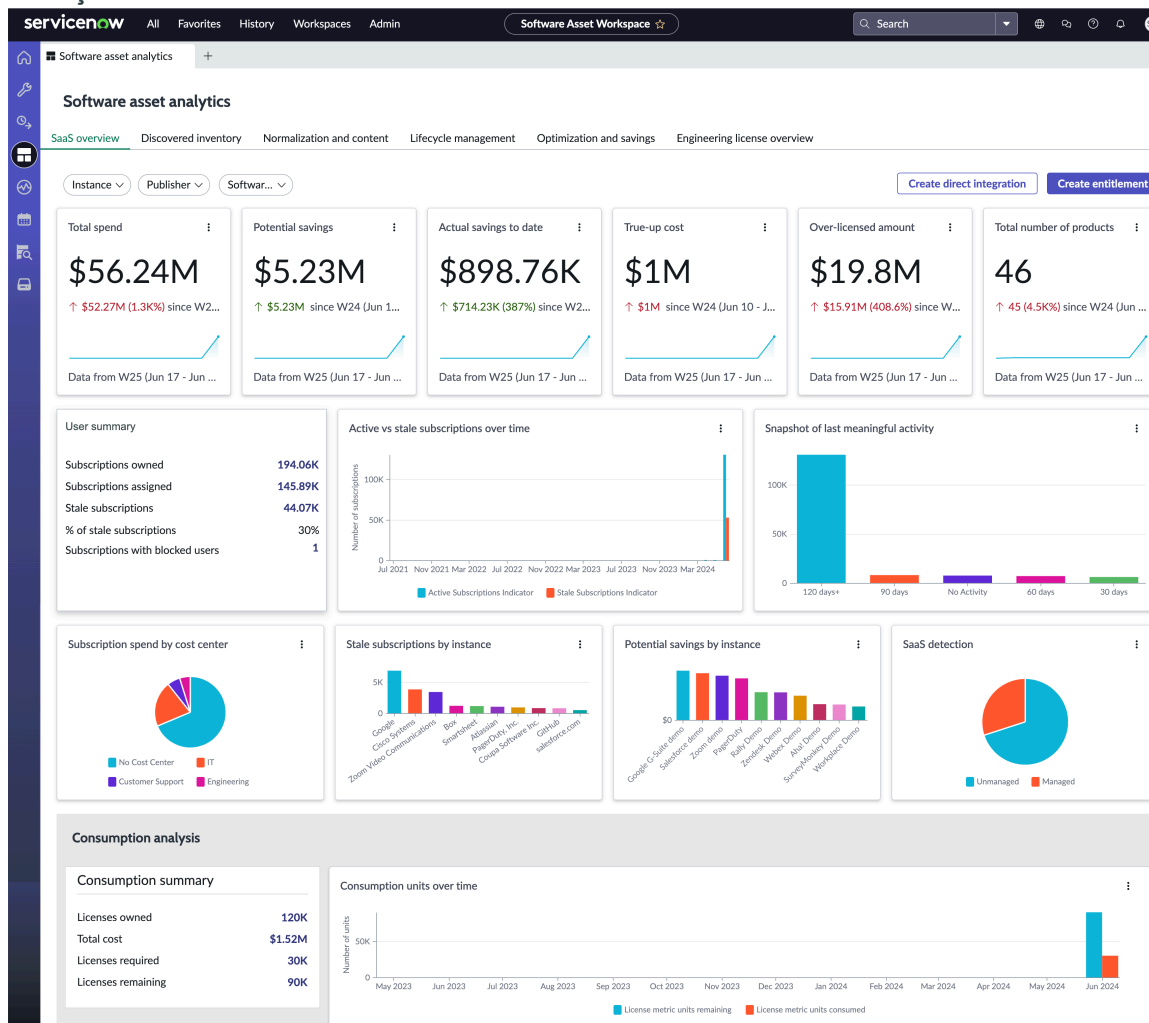 servicenow All Favorites History Workspaces Admin Software Asset Workspace Search
Software asset analytics
Software asset analytics
SaaS overview Discovered inventory Normalization and content Lifecycle management Optimization and savings Engineering license overview
Instance Publisher Softwar... Create direct integration Create entitlement
Total spend
$56.24M
↑ $52.27M (1.3K%) since W2...
Data from W25 (Jun 17 - Jun ...
Potential savings
$5.23M
↑ $5.23M since W24 (Jun 1...
Data from W25 (Jun 17 - Jun ...
Actual savings to date
$898.76K
↑ $714.23K (387%) since W2...
Data from W25 (Jun 17 - Jun ...
True-up cost
$1M
↑ $1M since W24 (Jun 10 - J...
Data from W25 (Jun 17 - Jun ...
Over-licensed amount
$19.8M
↑ $15.91M (408.6%) since W...
Data from W25 (Jun 17 - Jun ...
Total number of products
46
↑ 45 (4.5K%) since W24 (Jun ...
Data from W25 (Jun 17 - Jun ...
User summary
Subscriptions owned 194.06K
Subscriptions assigned 145.89K
Stale subscriptions 44.07K
% of stale subscriptions 30%
Subscriptions with blocked users 1
Active vs stale subscriptions over time
Number of subscriptions
100K
50K
0
Jul 2021 Nov 2021 Mar 2022 Jul 2022 Nov 2022 Mar 2023 Jul 2023 Nov 2023 Mar 2024
Active Subscriptions Indicator Stale Subscriptions Indicator
Snapshot of last meaningful activity
100K
50K
0
120 days+ 90 days No Activity 60 days 30 days
Subscription spend by cost center
No Cost Center IT
Customer Support Engineering
Stale subscriptions by instance
5K
0
Google
Cisco Systems
Zoom Video Communications
Box
Smartsheet
Atlassian
PagerDuty, Inc.
Coupa Software Inc.
GitHub
salesforce.com
Potential savings by instance
$0
Google G-Suite demo
Salesforce demo
Zoom demo
PagerDuty
Rally Demo
Zendesk Demo
Webex Demo
Aha! Demo
SurveyMonkey Demo
Workplace Demo
SaaS detection
Unmanaged Managed
Consumption analysis
Consumption summary
Licenses owned 120K
Total cost $1.52M
Licenses required 30K
Licenses remaining 90K
Consumption units over time
Number of units
50K
0
May 2023 Jun 2023 Jul 2023 Aug 2023 Sep 2023 Oct 2023 Nov 2023 Dec 2023 Jan 2024 Feb 2024 Mar 2024 Apr 2024 May 2024 Jun 2024
License metric units remaining License metric units consumed